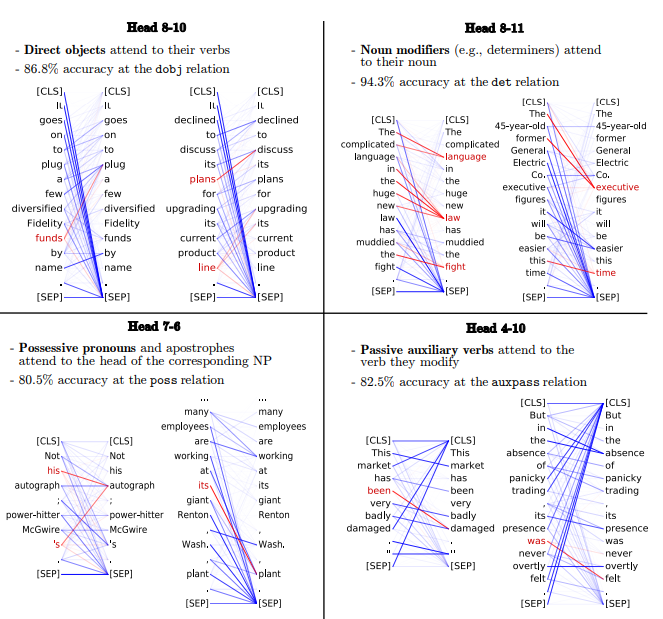 Head 8-10
- Direct objects attend to their verbs
- 86.8% accuracy at the dobj relation
[CLS] [CLS]
It It
goes goes
on on
to to
plug plug
a a
few few
diversified diversified
Fidelity Fidelity
funds funds
by by
name name
. .
[SEP] [SEP]
[CLS] [CLS]
It It
declined declined
to to
discuss discuss
its its
plans plans
for for
upgrading upgrading
its its
current current
product product
line line
. .
[SEP] [SEP]
Head 8-11
- Noun modifiers (e.g., determiners) attend
to their noun
- 94.3% accuracy at the det relation
[CLS] [CLS]
The The
complicated complicated
language language
in in
the the
huge huge
new new
law law
has has
muddied muddied
the the
fight fight
. .
[SEP] [SEP]
[CLS] [CLS]
The The
45-year-old 45-year-old
former former
General General
Electric Electric
Co. Co.
executive executive
figures figures
it it
will will
be be
easier easier
this this
time time
. .
[SEP] [SEP]
Head 7-6
- Possessive pronouns and apostrophes
attend to the head of the corresponding NP
- 80.5% accuracy at the poss relation
[CLS] [CLS]
Not Not
his his
autograph autograph
; ;
power-hitter power-hitter
McGwire McGwire
's 's
. .
[SEP] [SEP]
... ...
many many
employees employees
are are
working working
at at
its its
giant giant
Renton Renton
, ,
Wash. Wash.
, ,
plant plant
. .
[SEP] [SEP]
Head 4-10
- Passive auxiliary verbs attend to the
verb they modify
- 82.5% accuracy at the auxpass relation
[CLS] [CLS]
This This
market market
has has
been been
very very
badly badly
damaged damaged
. .
" "
[SEP] [SEP]
[CLS] [CLS]
But But
in in
the the
absence absence
of of
panicky panicky
trading trading
, ,
its its
presence presence
was was
never never
overtly overtly
felt felt
. .
[SEP] [SEP]